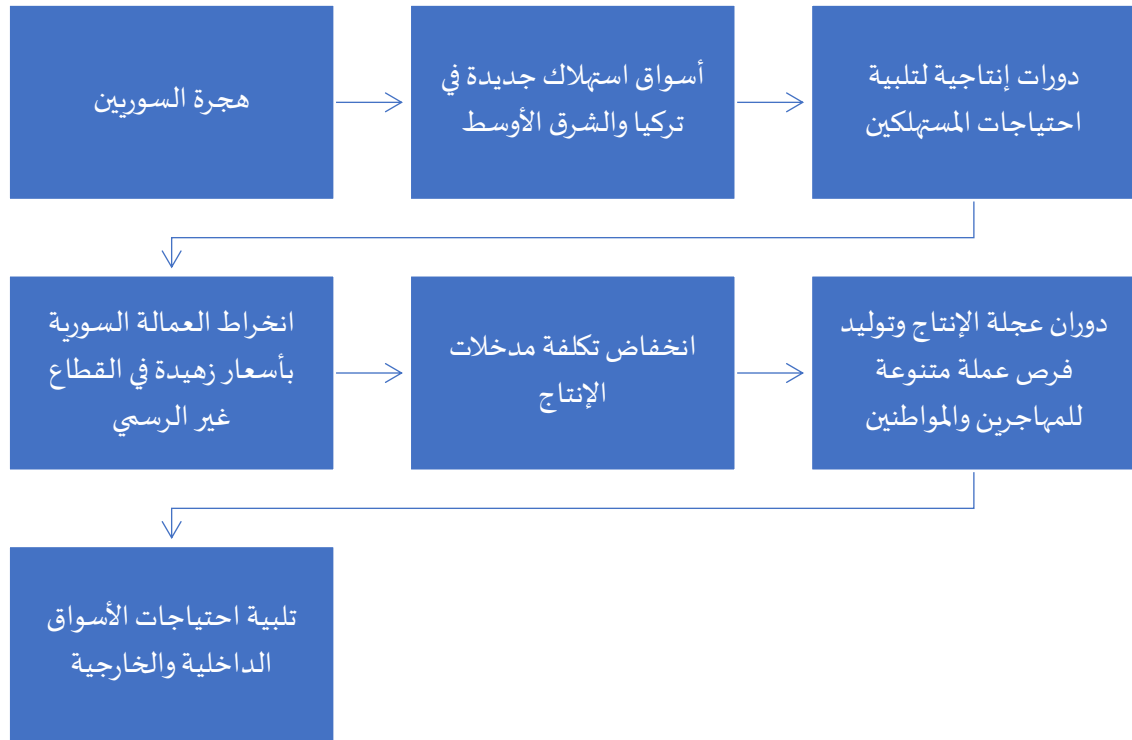 هجرة السوريين
أسواق استهلاك جديدة في
تركيا والشرق الأوسط
دورات إنتاجية لتلبية
احتياجات المستهلكين
انخراط العمالة السورية
بأسعار زهيدة في القطاع
غير الرسمي
انخفاض تكلفة مدخلات
الإنتاج
دوران عجلة الإنتاج وتوليد
فرص عملة متنوعة
للمهاجرين والمواطنين
تلبية احتياجات الأسواق
الداخلية والخارجية